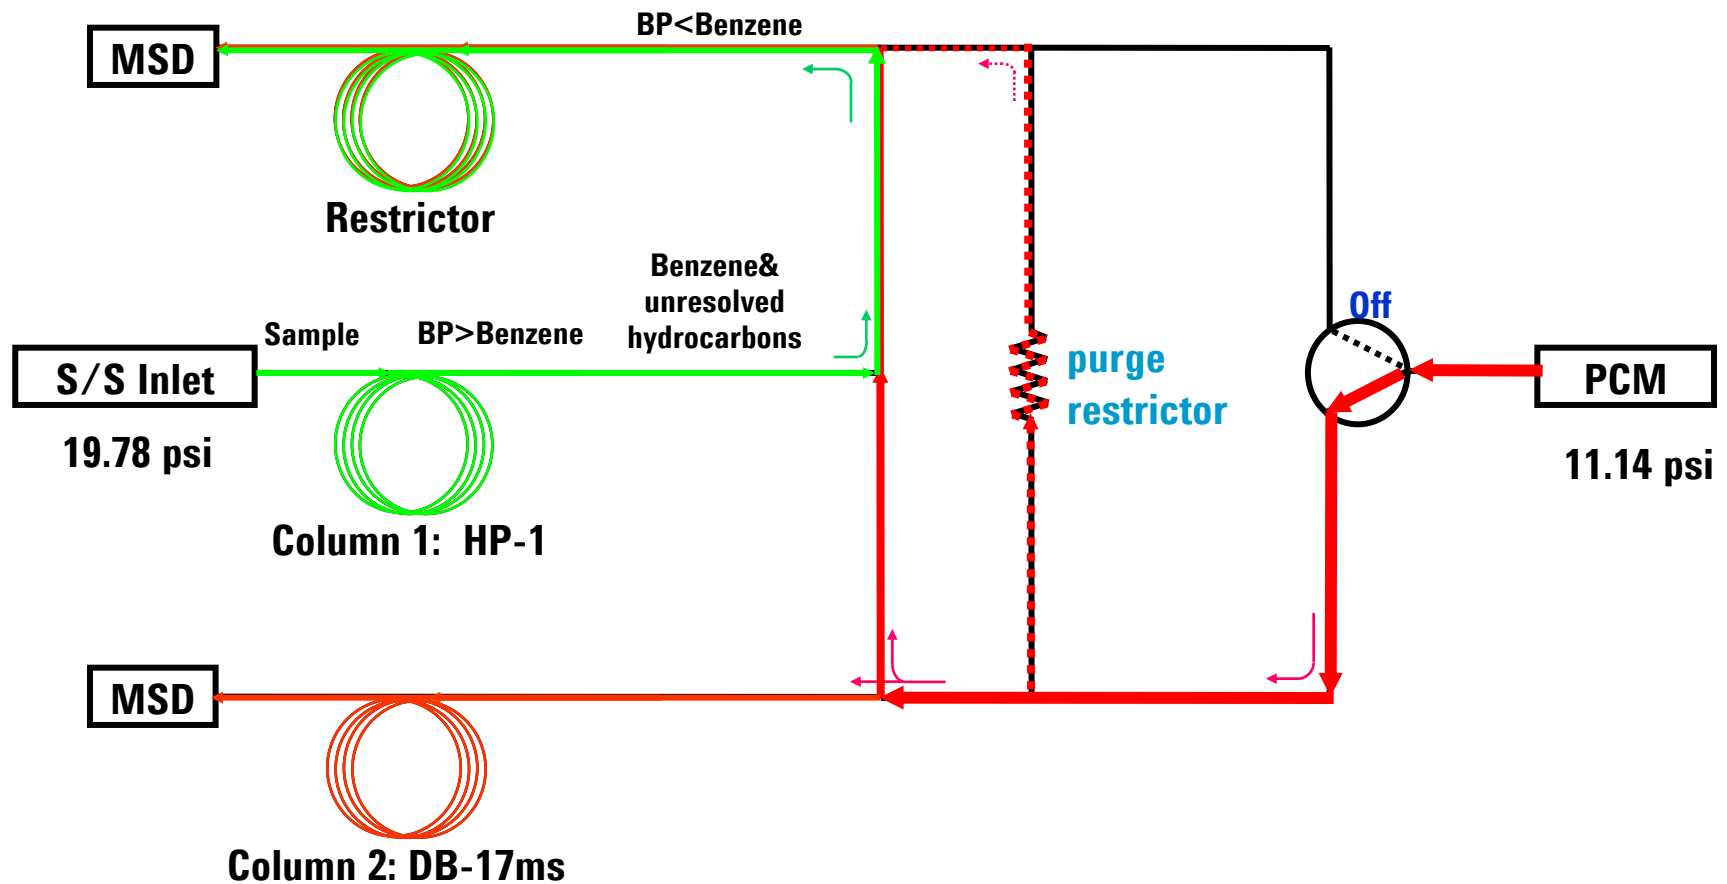 BP<Benzene
MSD
Restrictor
Benzene&
unresolved
hydrocarbons
Sample
BP>Benzene
Off
S/S Inlet
purge
restrictor
PCM
19.78 psi
11.14 psi
Column 1: HP-1
MSD
Column 2: DB-17ms